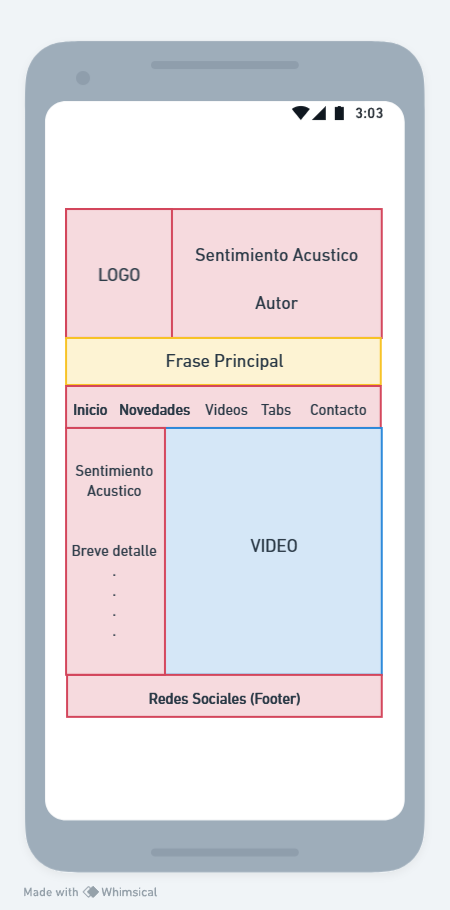 3:03
LOGO
Sentimiento Acustico
Autor
Frase Principal
Inicio Novedades Videos Tabs Contacto
Sentimiento
Acustico
Breve detalle
.
.
.
.
VIDEO
Redes Sociales (Footer)
Made with Whimsical